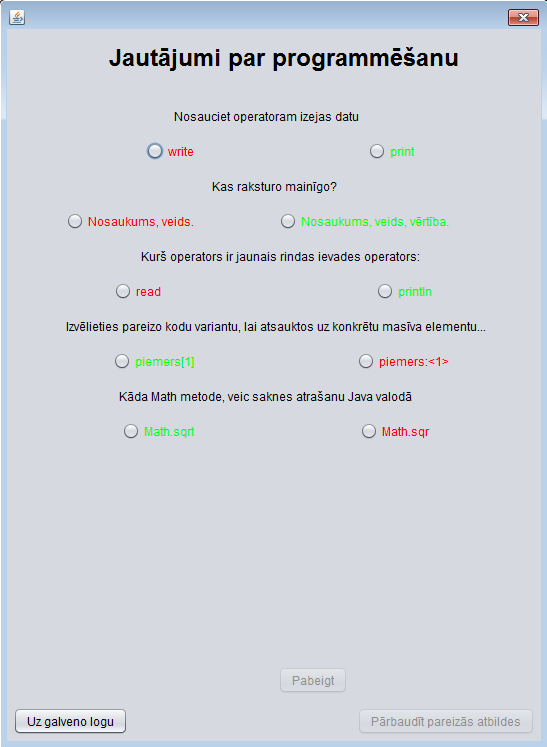 Jautājumi par programmēšanu
Nosauciet operatoram izejas datu
write print
Kas raksturo mainīgo?
Nosaukums, veids. Nosaukums, veids, vērtība.
Kurš operators ir jaunais rindas ievades operators:
read println
Izvēlieties pareizo kodu variantu, lai atsauktos uz konkrētu masīva elementu...
piemers[1] piemers:<1>
Kāda Math metode, veic saknes atrašanu Java valodā
Math.sqrt Math.sqr
Pabeigt
Uz galveno logu Pārbaudīt pareizās atbildes